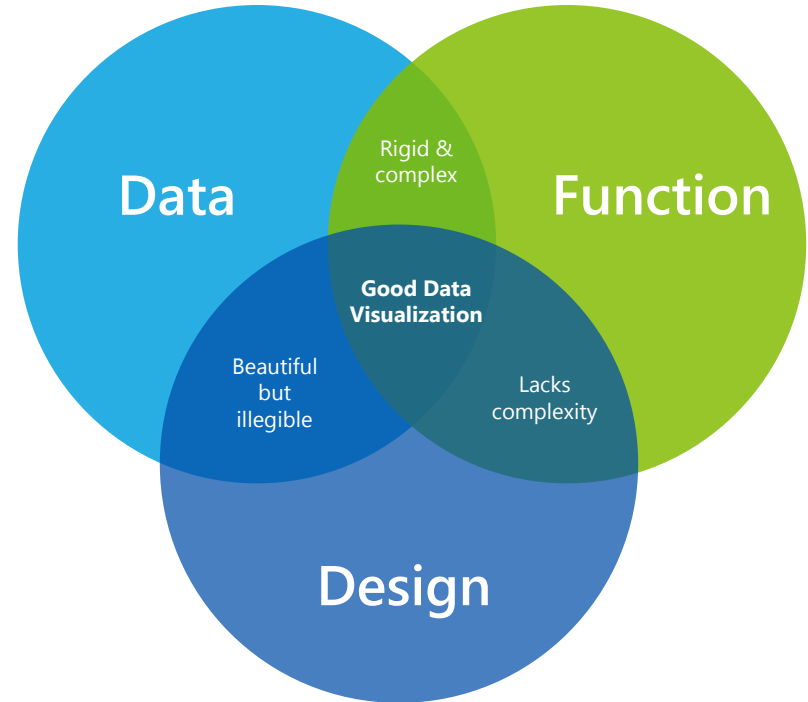 Rigid &
complex
Data
Function
Good Data
Visualization
Beautiful
but
illegible
Lacks
complexity
Design